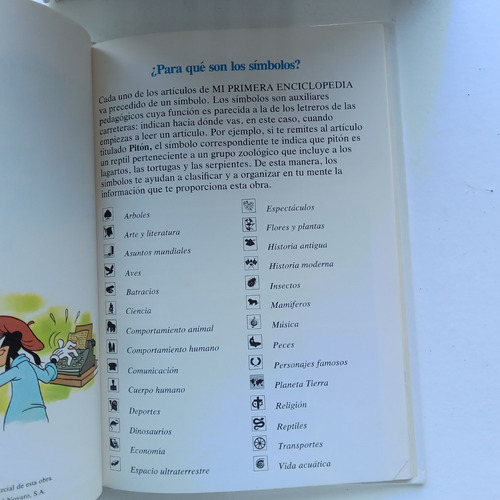 ¿Para qué son los símbolos?
Cada uno de los artículos de MI PRIMERA ENCICLOPEDIA
va precedido de un símbolo. Los símbolos son auxiliares
pedagógicos cuya función es parecida a la de los letreros de las
carreteras: indican hacia dónde vas, en este caso, cuando
empiezas a leer un artículo. Por ejemplo, si te remites al artículo
titulado Pitón, el símbolo correspondiente te indica que pitón es
un reptil perteneciente a un grupo zoológico que incluye a los
lagartos, las tortugas y las serpientes. De esta manera, los
símbolos te ayudan a clasificar y a organizar en tu mente la
información que te proporciona esta obra.
Arboles
Arte y literatura
Asuntos mundiales
Aves
Batracios
Ciencia
Comportamiento animal
Comportamiento humano
Comunicación
Cuerpo humano
Deportes
Dinosaurios
Economía
Espacio ultraterrestre
Espectáculos
Flores y plantas
Historia antigua
Historia moderna
Insectos
Mamíferos
Música
Peces
Personajes famosos
Planeta Tierra
Religión
Reptiles
Transportes
Vida acuática
rcial de esta obra.
Novaro, S.A.